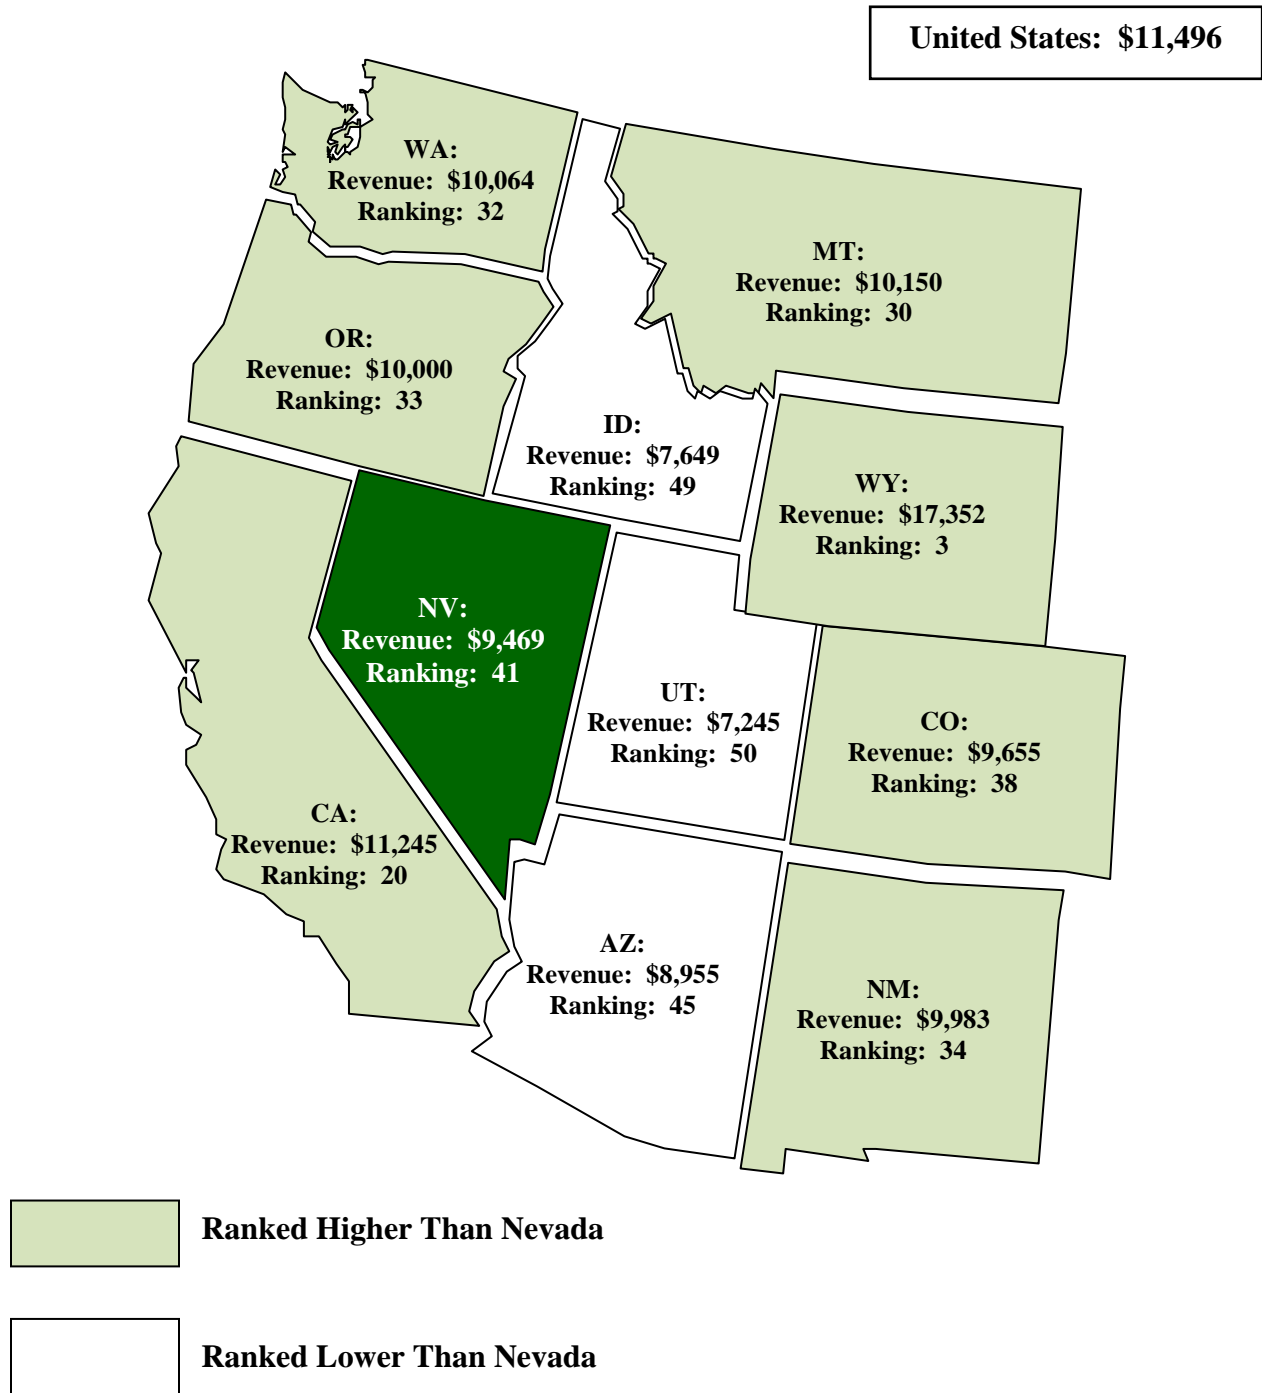 United States: $11,496
WA:
Revenue: $10,064
Ranking: 32
MT:
Revenue: $10,150
Ranking: 30
OR:
Revenue: $10,000
Ranking: 33
ID:
Revenue: $7,649
Ranking: 49
WY:
Revenue: $17,352
Ranking: 3
NV:
Revenue: $9,469
Ranking: 41
UT:
Revenue: $7,245
Ranking: 50
CO:
Revenue: $9,655
Ranking: 38
CA:
Revenue: $11,245
Ranking: 20
AZ:
Revenue: $8,955
Ranking: 45
NM:
Revenue: $9,983
Ranking: 34
Ranked Higher Than Nevada
Ranked Lower Than Nevada